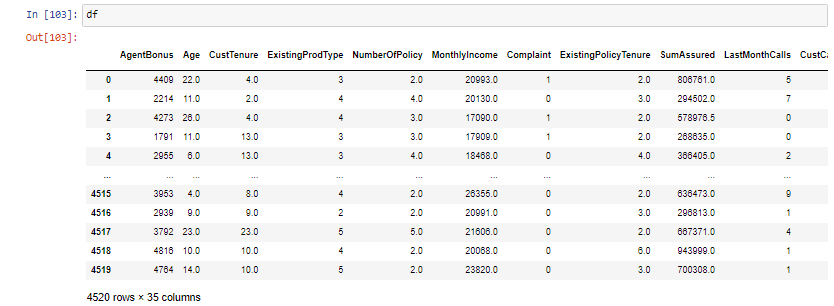 In [103]: df
Out[103]:
AgentBonus Age CustTenure ExistingProdType NumberOfPolicy MonthlyIncome Complaint ExistingPolicyTenure SumAssured LastMonthCalls CustCa
0 4409 22.0 4.0 3 2.0 20993.0 1 2.0 806761.0 5
1 2214 11.0 2.0 4 4.0 20130.0 0 3.0 294502.0 7
2 4273 26.0 4.0 4 3.0 17090.0 1 2.0 578976.5 0
3 1791 11.0 13.0 3 3.0 17909.0 1 2.0 268635.0 0
4 2955 6.0 13.0 3 4.0 18468.0 0 4.0 366405.0 2
... ... ... ... ... ... ... ... ... ... ...
4515 3953 4.0 8.0 4 2.0 26355.0 0 2.0 636473.0 9
4516 2939 9.0 9.0 2 2.0 20991.0 0 3.0 296813.0 1
4517 3792 23.0 23.0 5 5.0 21606.0 0 2.0 667371.0 4
4518 4816 10.0 10.0 4 2.0 20068.0 0 6.0 943999.0 1
4519 4764 14.0 10.0 5 2.0 23820.0 0 3.0 700308.0 1
4520 rows × 35 columns